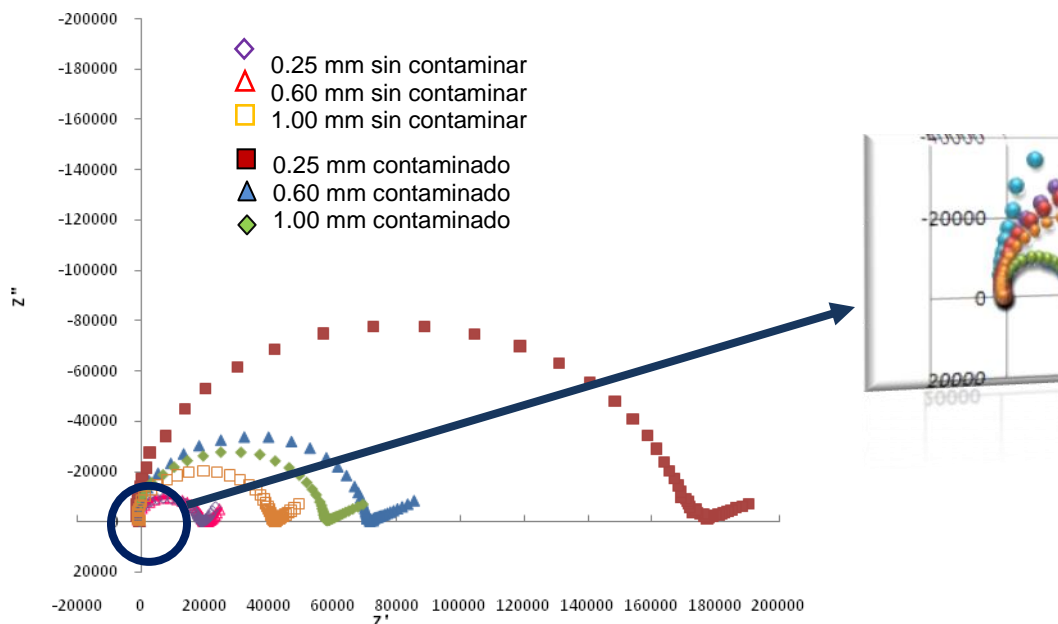 -200000
-180000
-160000
-140000
-120000
-100000
-80000
-60000
-40000
-20000
0
20000
Z"
0.25 mm sin contaminar
0.60 mm sin contaminar
1.00 mm sin contaminar
0.25 mm contaminado
0.60 mm contaminado
1.00 mm contaminado
-20000 0 20000 40000 60000 80000 100000 120000 140000 160000 180000 200000
Z'
-40000
-20000
0
20000